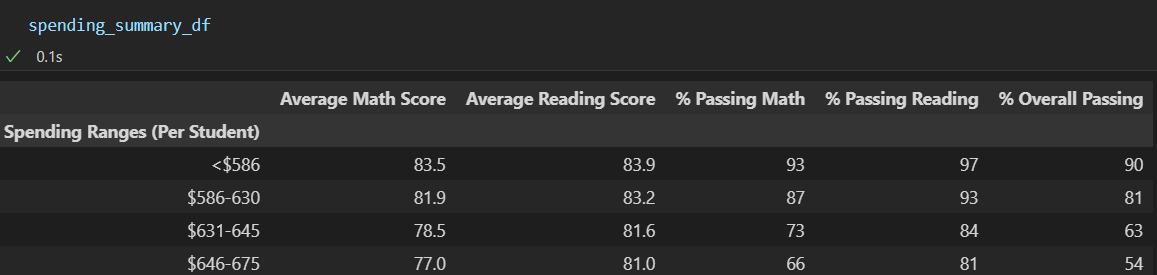 spending_summary_df
0.1s
Average Math Score Average Reading Score % Passing Math % Passing Reading % Overall Passing
Spending Ranges (Per Student)
<$586 83.5 83.9 93 97 90
$586-630 81.9 83.2 87 93 81
$631-645 78.5 81.6 73 84 63
$646-675 77.0 81.0 66 81 54